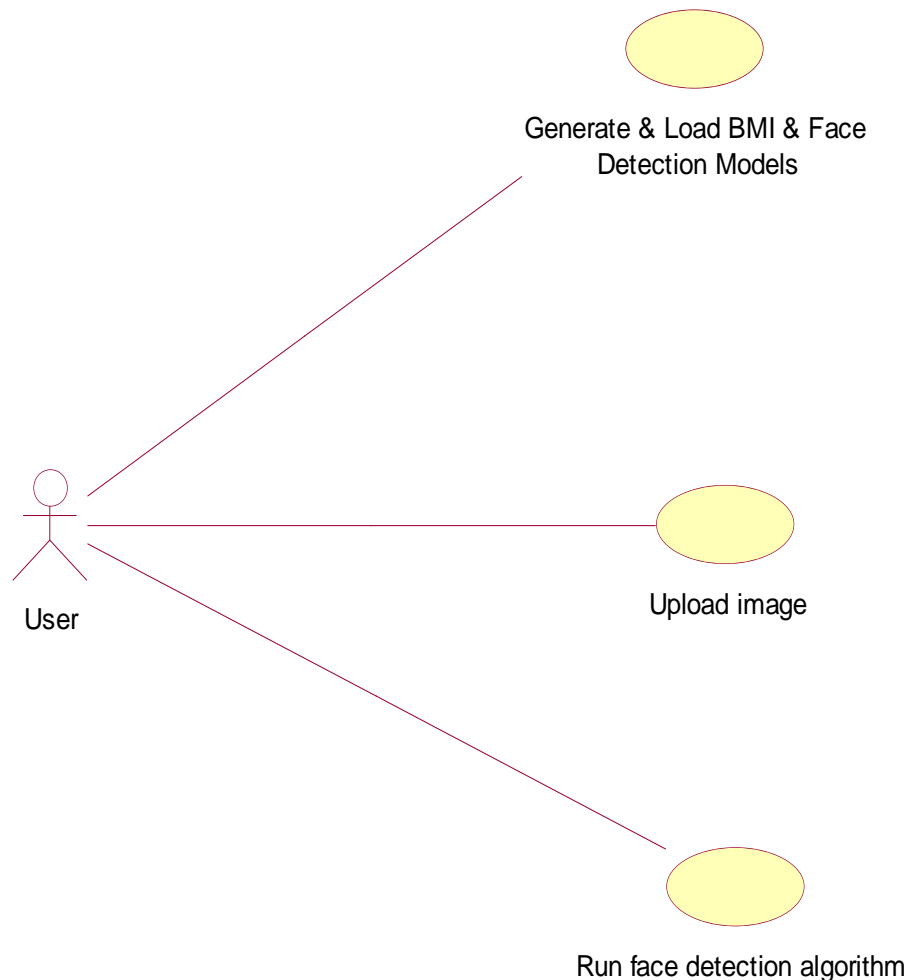 Generate & Load BMI & Face
Detection Models
Upload image
User
Run face detection algorithm